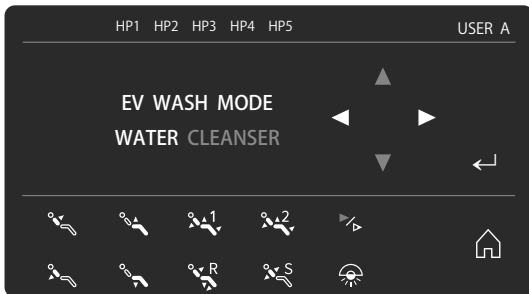 HP1 HP2 HP3 HP4 HP5 USER A
EV WASH MODE
WATER CLEANSER
1 2
R S